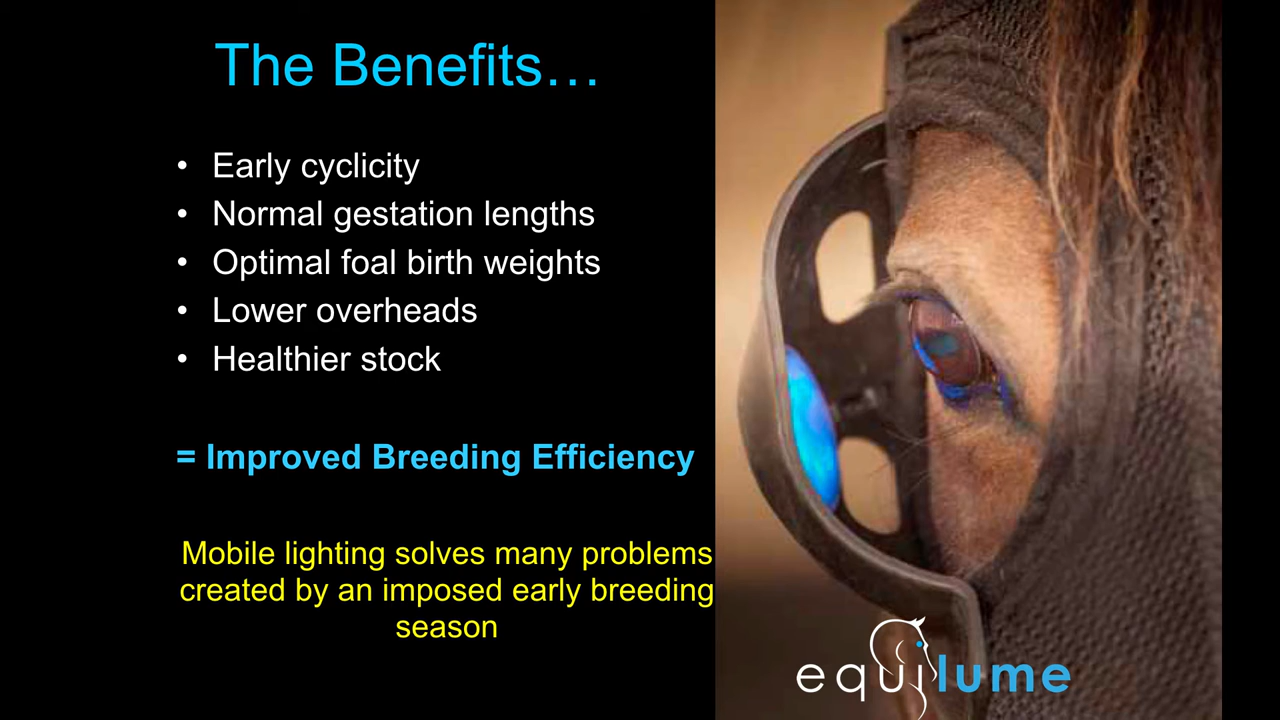 The Benefits…
• Early cyclicity
• Normal gestation lengths
• Optimal foal birth weights
• Lower overheads
• Healthier stock
= Improved Breeding Efficiency
Mobile lighting solves many problems
created by an imposed early breeding
season
equilume